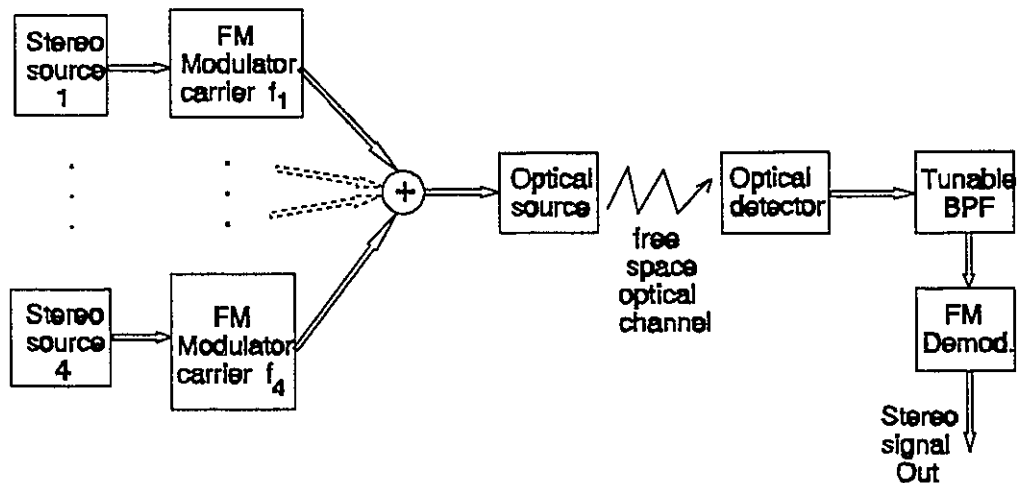 Stereo
source
1
FM
Modulator
carrier f1
+
Optical
source
free
space
optical
channel
Optical
detector
Tunable
BPF
Stereo
source
4
FM
Modulator
carrier f4
FM
Demod.
Stereo
signal
Out